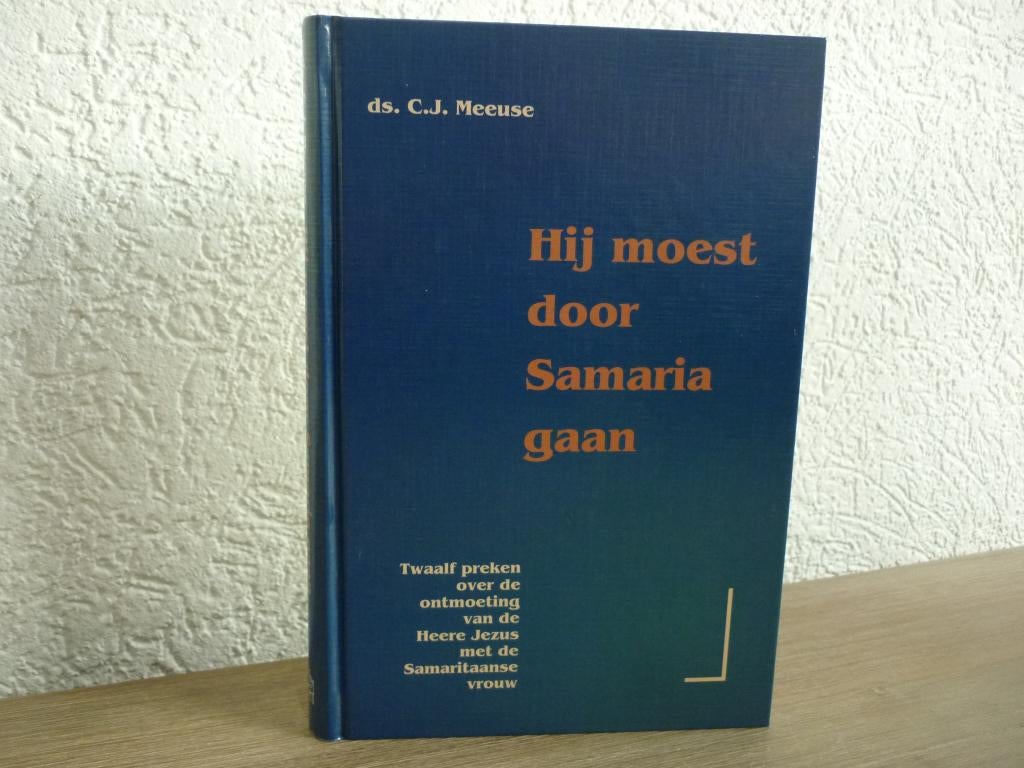 ds. C.J. Meeuse
Hij moest
door
Samaria
gaan
Twaalf preken
over de
ontmoeting
van de
Heere Jezus
met de
Samaritaanse
vrouw